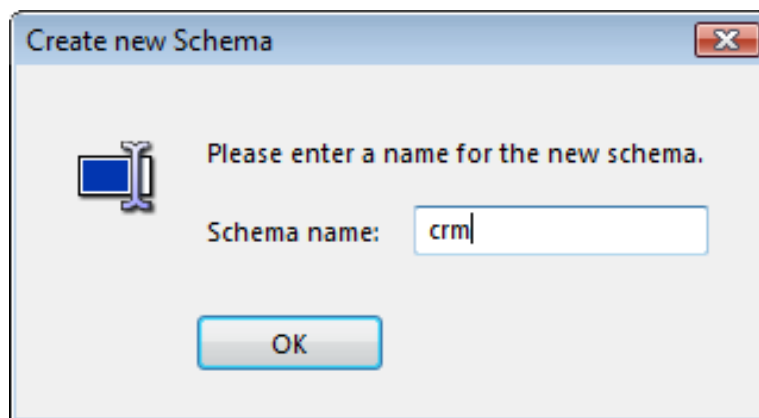 Create new Schema
Please enter a name for the new schema.
Schema name: crm
OK